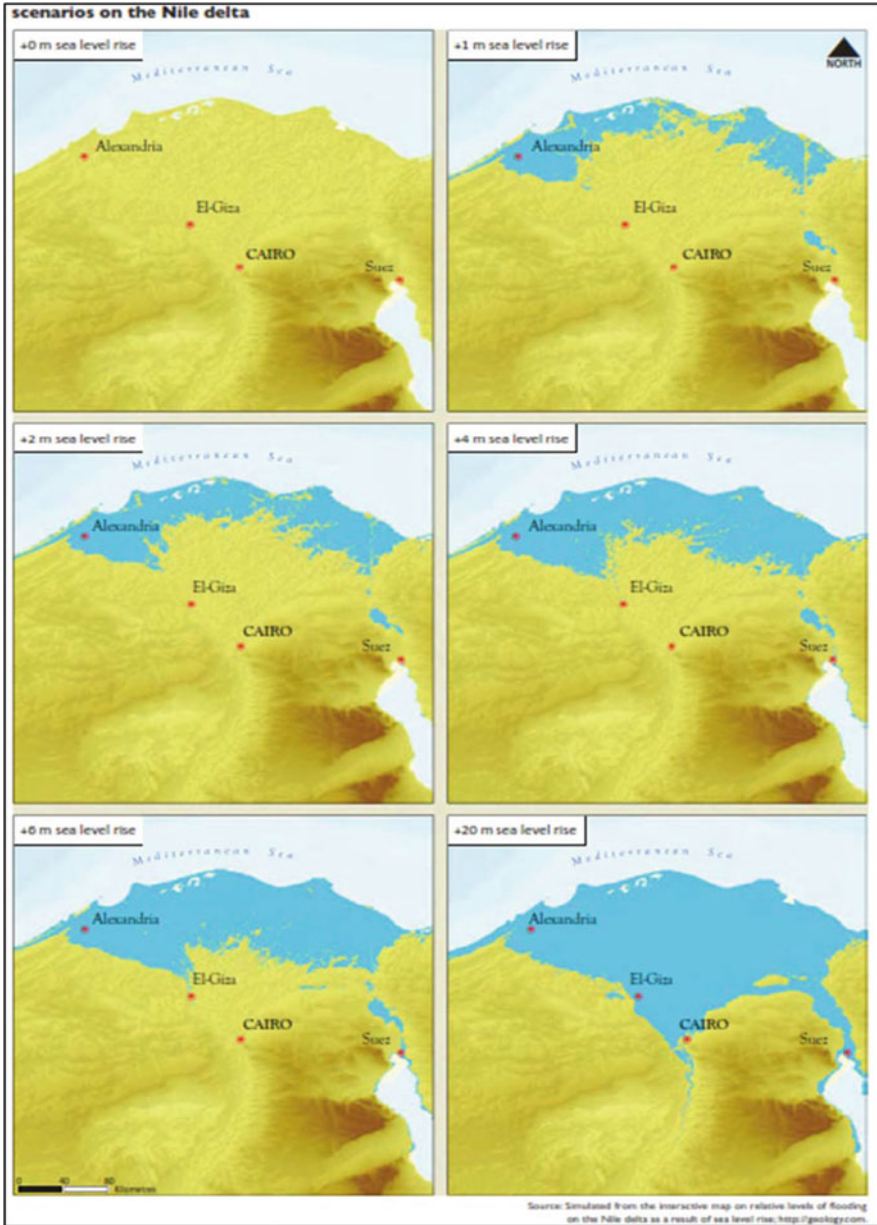 scenarios on the Nile delta
+0 m sea level rise
Mediterranean Sea
Alexandria
El-Giza
CAIRO
Suez
+1 m sea level rise
NORTH
Alexandria
El-Giza
CAIRO
Suez
+2 m sea level rise
Mediterranean Sea
Alexandria
El-Giza
CAIRO
Suez
+4 m sea level rise
Mediterranean Sea
Alexandria
El-Giza
CAIRO
Suez
+6 m sea level rise
Mediterranean Sea
Alexandria
El-Giza
CAIRO
Suez
0 40 80
Kilometres
+20 m sea level rise
Mediterranean Sea
Alexandria
El-Giza
CAIRO
Suez
Source: Simulated from the interactive map on relative levels of flooding
on the Nile delta as a result of sea level rise; http://geology.com.